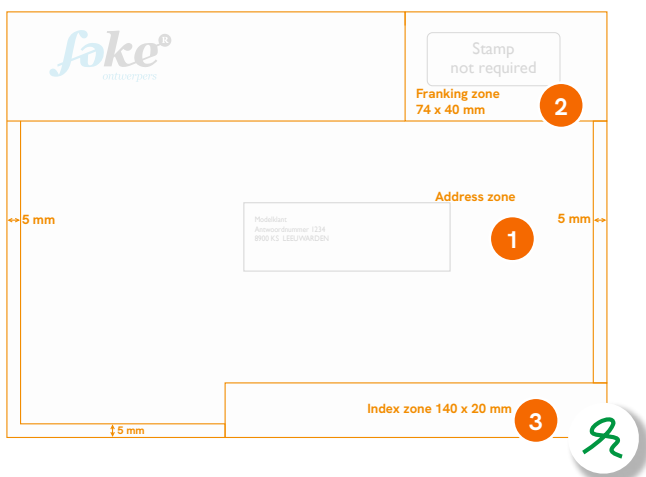 fake®
ontwerpers
Stamp
not required
Franking zone
74 x 40 mm
2
Address zone
5 mm
5 mm
1
Modelklant
Antwoordnummer 1234
8900 KS LEEUWARDEN
Index zone 140 x 20 mm
3
5 mm